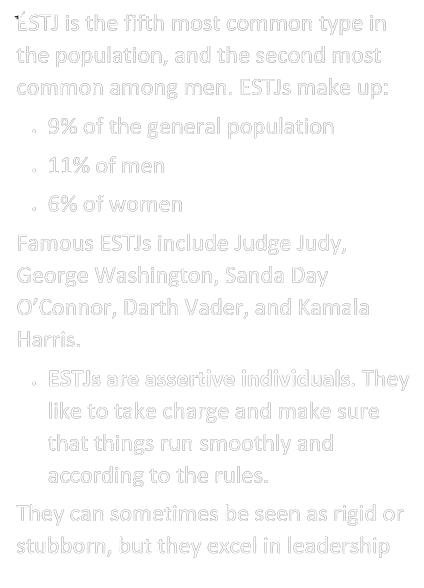 ESTJ is the fifth most common type in
the population, and the second most
common among men. ESTJs make up:
• 9% of the general population
• 11% of men
• 6% of women
Famous ESTJs include Judge Judy,
George Washington, Sanda Day
O’Connor, Darth Vader, and Kamala
Harris.
• ESTJs are assertive individuals. They
like to take charge and make sure
that things run smoothly and
according to the rules.
They can sometimes be seen as rigid or
stubborn, but they excel in leadership